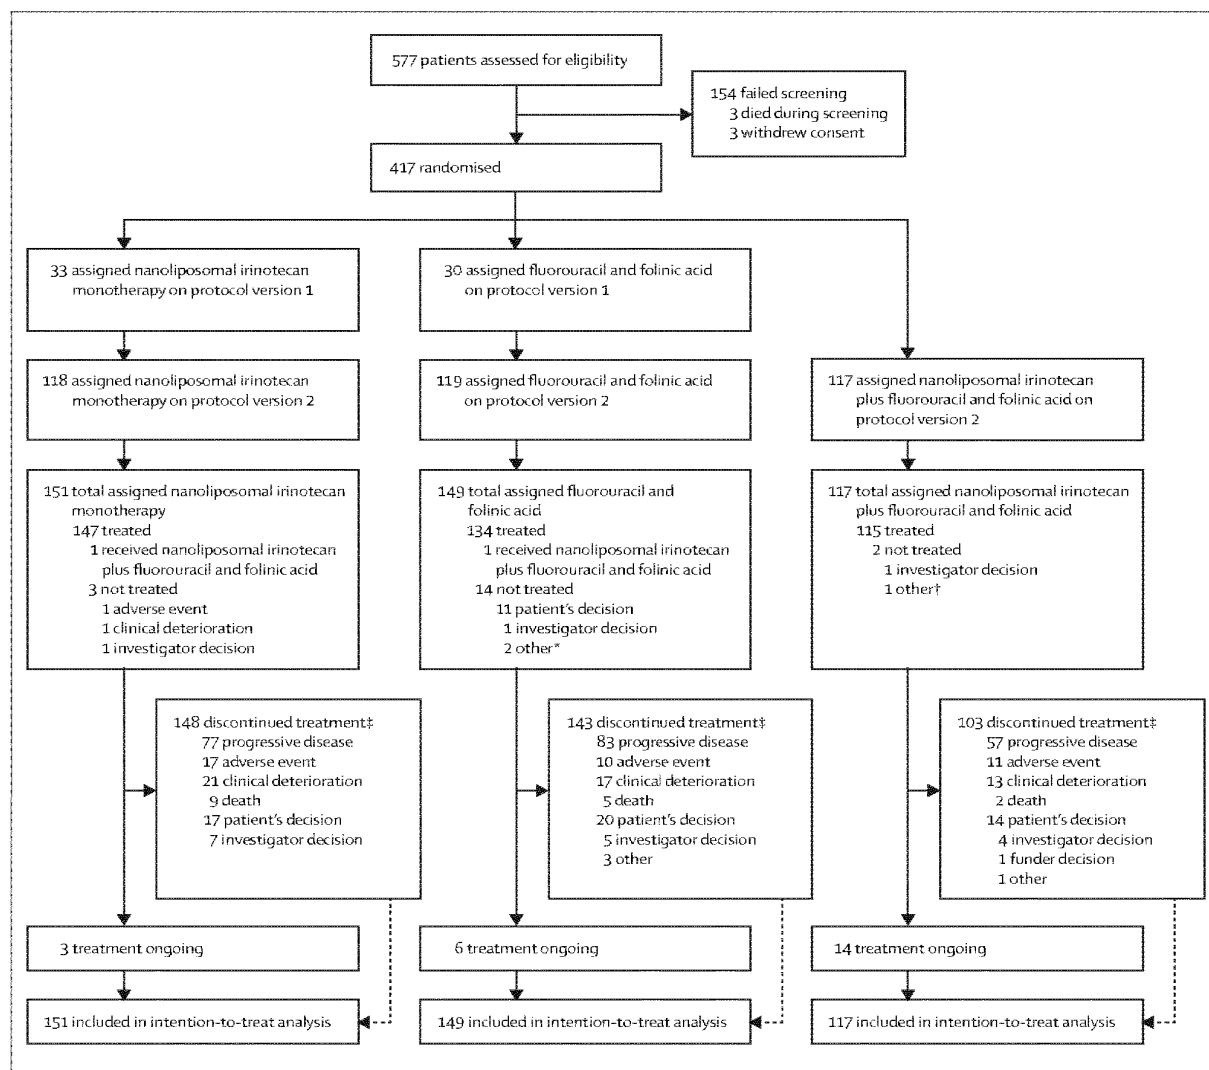 577 patients assessed for eligibility
154 failed screening
3 died during screening
3 withdrew consent
417 randomised
33 assigned nanoliposomal irinotecan
monotherapy on protocol version 1
30 assigned fluorouracil and folinic acid
on protocol version 1
118 assigned nanoliposomal irinotecan
monotherapy on protocol version 2
119 assigned fluorouracil and folinic acid
on protocol version 2
117 assigned nanoliposomal irinotecan
plus fluorouracil and folinic acid on
protocol version 2
151 total assigned nanoliposomal irinotecan
monotherapy
147 treated
1 received nanoliposomal irinotecan
plus fluorouracil and folinic acid
3 not treated
1 adverse event
1 clinical deterioration
1 investigator decision
149 total assigned fluorouracil and
folinic acid
134 treated
1 received nanoliposomal irinotecan
plus fluorouracil and folinic acid
14 not treated
11 patient's decision
1 investigator decision
2 other*
117 total assigned nanoliposomal irinotecan
plus fluorouracil and folinic acid
115 treated
2 not treated
1 investigator decision
1 other†
148 discontinued treatment‡
77 progressive disease
17 adverse event
21 clinical deterioration
9 death
17 patient's decision
7 investigator decision
143 discontinued treatment‡
83 progressive disease
10 adverse event
17 clinical deterioration
5 death
20 patient's decision
5 investigator decision
3 other
103 discontinued treatment‡
57 progressive disease
11 adverse event
13 clinical deterioration
2 death
14 patient's decision
4 investigator decision
1 funder decision
1 other
3 treatment ongoing
6 treatment ongoing
14 treatment ongoing
151 included in intention-to-treat analysis
149 included in intention-to-treat analysis
117 included in intention-to-treat analysis